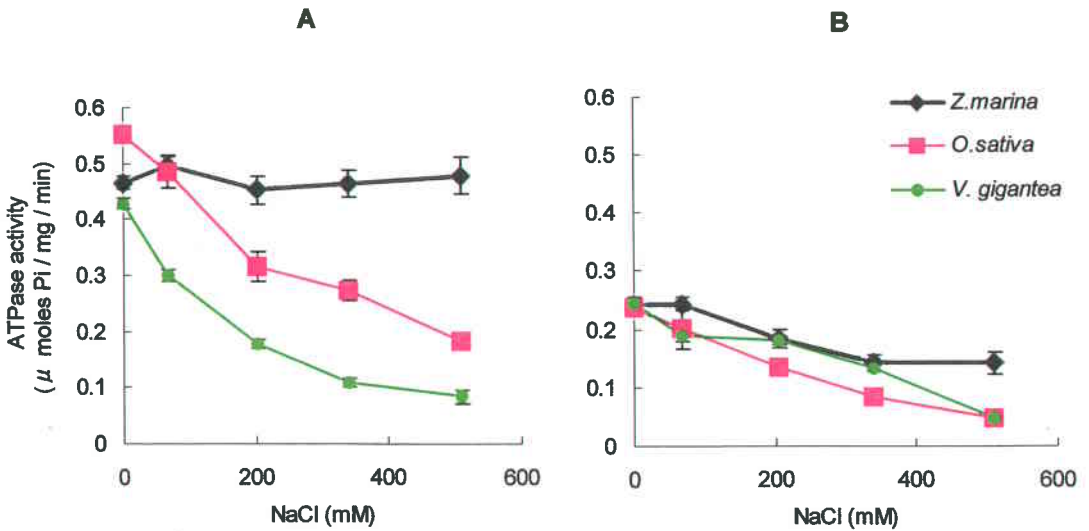 A
B
ATPase activity
( μ moles Pi / mg / min)
0.6
0.5
0.4
0.3
0.2
0.1
0
0
200
400
600
NaCl (mM)
0.6
0.5
0.4
0.3
0.2
0.1
0
0
200
400
600
NaCl (mM)
Z.marina
O.sativa
V. gigantea